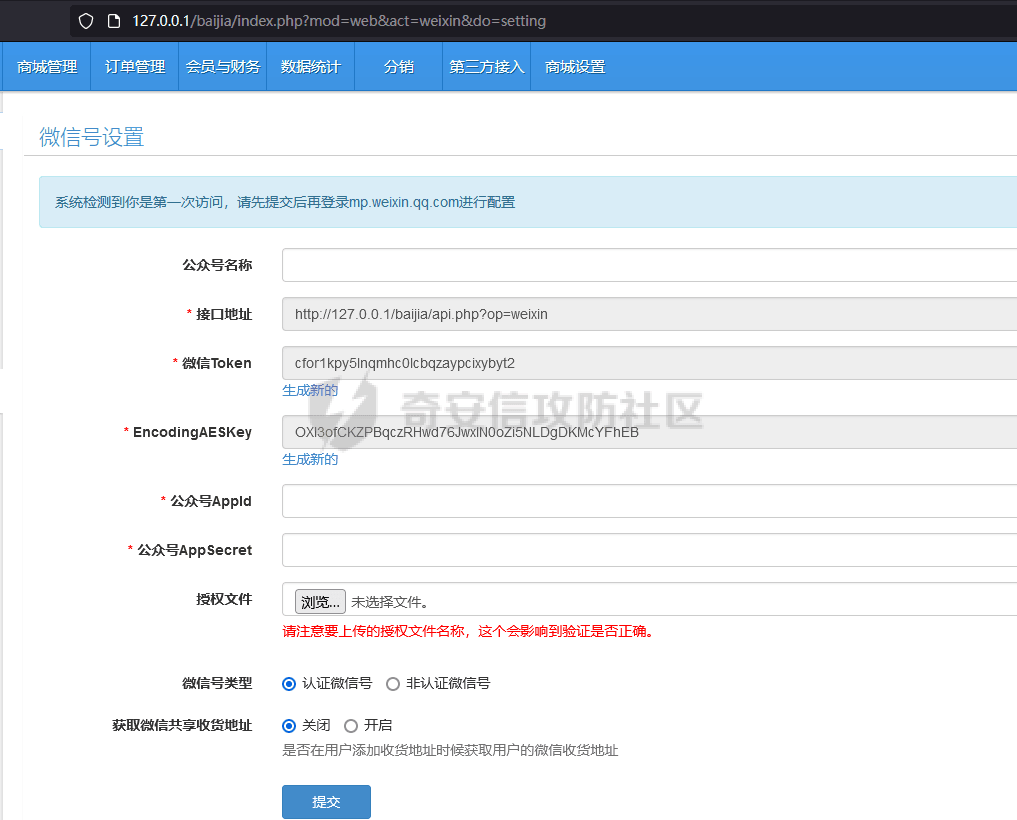 127.0.0.1/baijia/index.php?mod=web&act=weixin&do=setting
商城管理 订单管理 会员与财务 数据统计 分销 第三方接入 商城设置
微信号设置
系统检测到你是第一次访问，请先提交后再登录mp.weixin.qq.com进行配置
公众号名称
* 接口地址 http://127.0.0.1/baijia/api.php?op=weixin
* 微信Token cfor1kpy5lnqmhc0lcbqzaypcixybyt2
生成新的
奇安信攻防社区
* EncodingAESKey OXl3ofCKZPBqczRHwd76JwxlN0oZi5NLDgDKMcYFhEB
生成新的
* 公众号AppId
* 公众号AppSecret
授权文件 浏览... 未选择文件。
请注意要上传的授权文件名称，这个会影响到验证是否正确。
微信号类型 认证微信号 非认证微信号
获取微信共享收货地址 关闭 开启
是否在用户添加收货地址时候获取用户的微信收货地址
提交